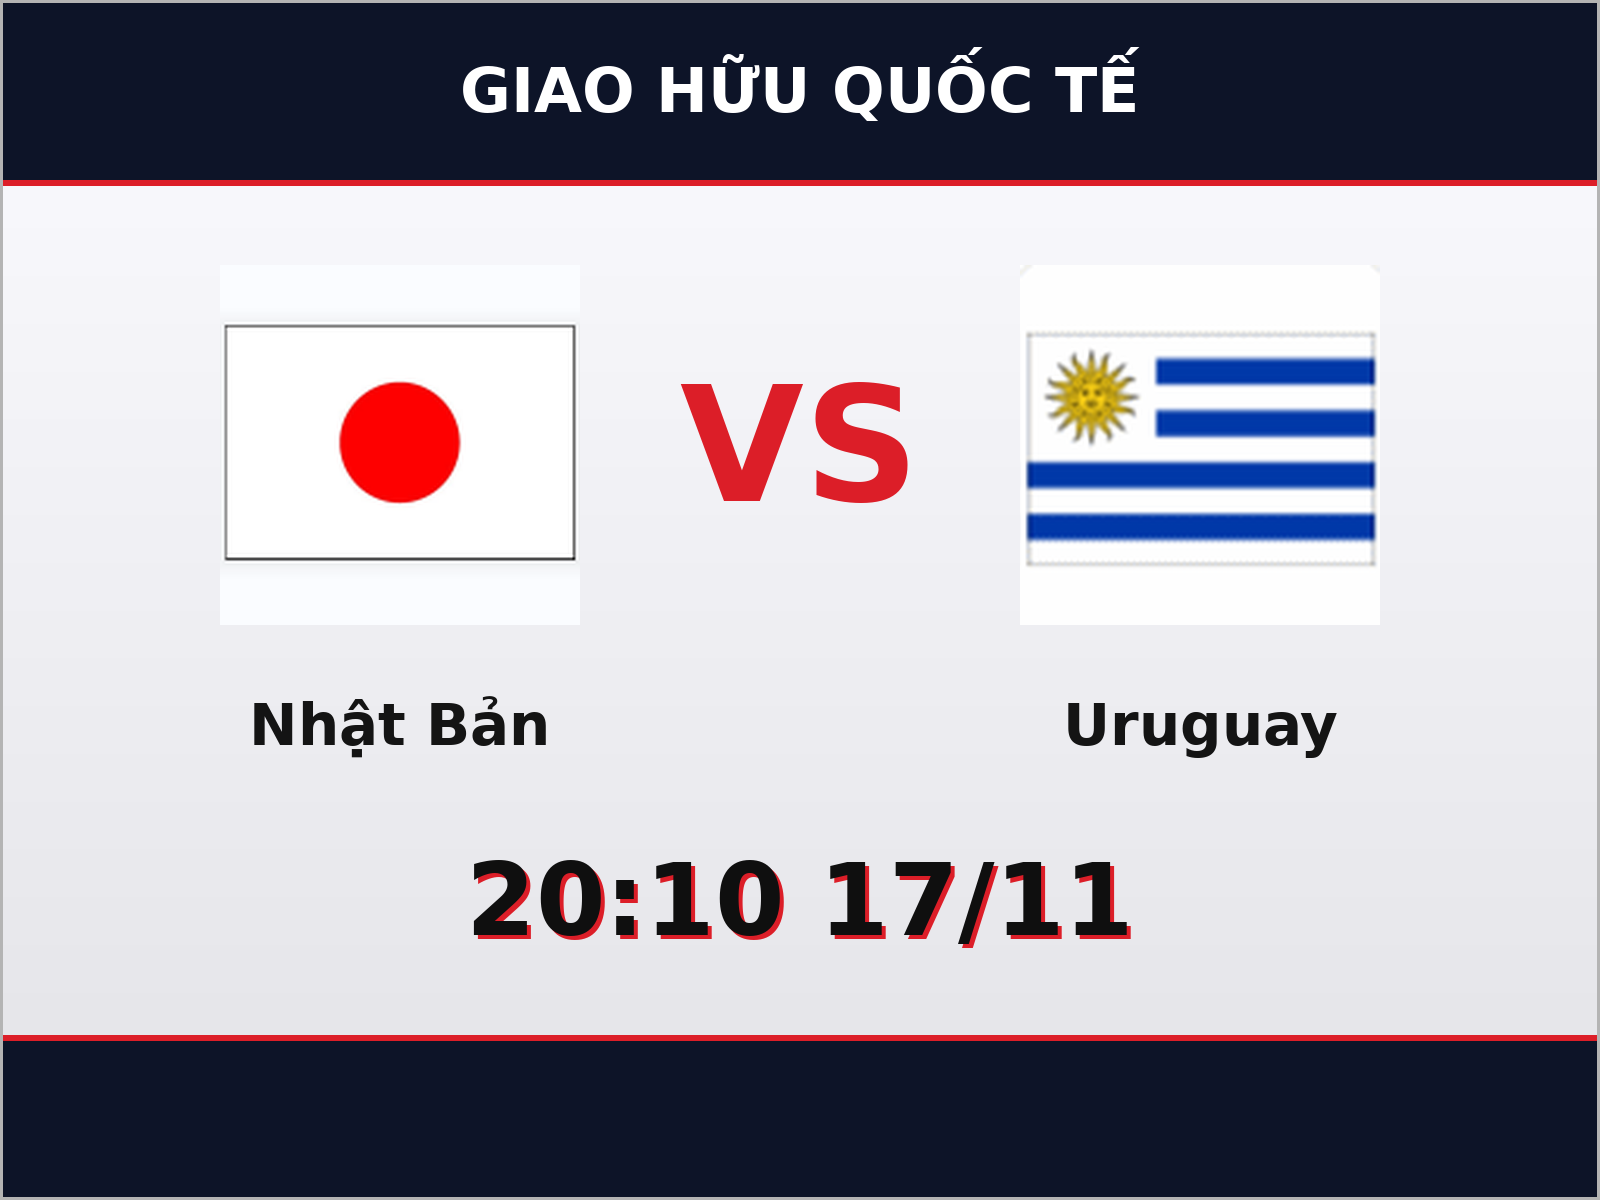 GIAO HỮU QUỐC TẾ
VS
Nhật Bản
Uruguay
20:10 17/11